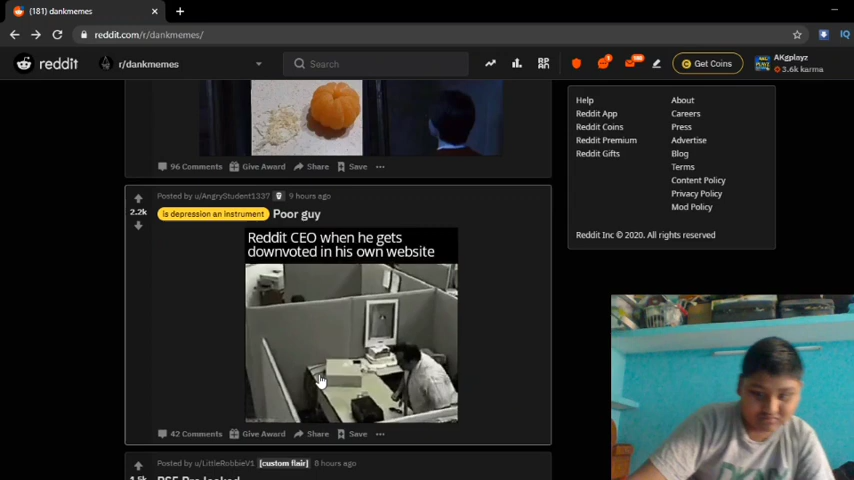 (181) dankmemes
reddit.com/r/dankmemes/
IQ
reddit
r/dankmemes
Search
Get Coins
AKgplayz
3.6k karma
96 Comments
Give Award
Share
Save
Help
Reddit App
Reddit Coins
Reddit Premium
Reddit Gifts
About
Careers
Press
Advertise
Blog
Terms
Content Policy
Privacy Policy
Mod Policy
Reddit Inc © 2020. All rights reserved
Posted by u/AngryStudent1337
9 hours ago
2.2k
is depression an instrument
Poor guy
Reddit CEO when he gets
downvoted in his own website
42 Comments
Give Award
Share
Save
Posted by u/LittleRobbieV1 [custom flair] 8 hours ago